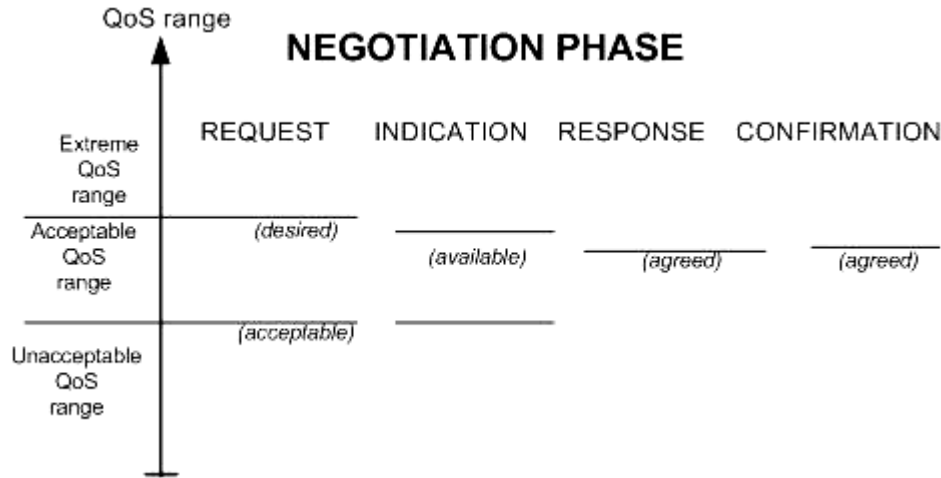 QoS range
NEGOTIATION PHASE
REQUEST INDICATION RESPONSE CONFIRMATION
Extreme
QoS
range
(desired)
Acceptable
QoS
range
(available)
(agreed)
(agreed)
(acceptable)
Unacceptable
QoS
range